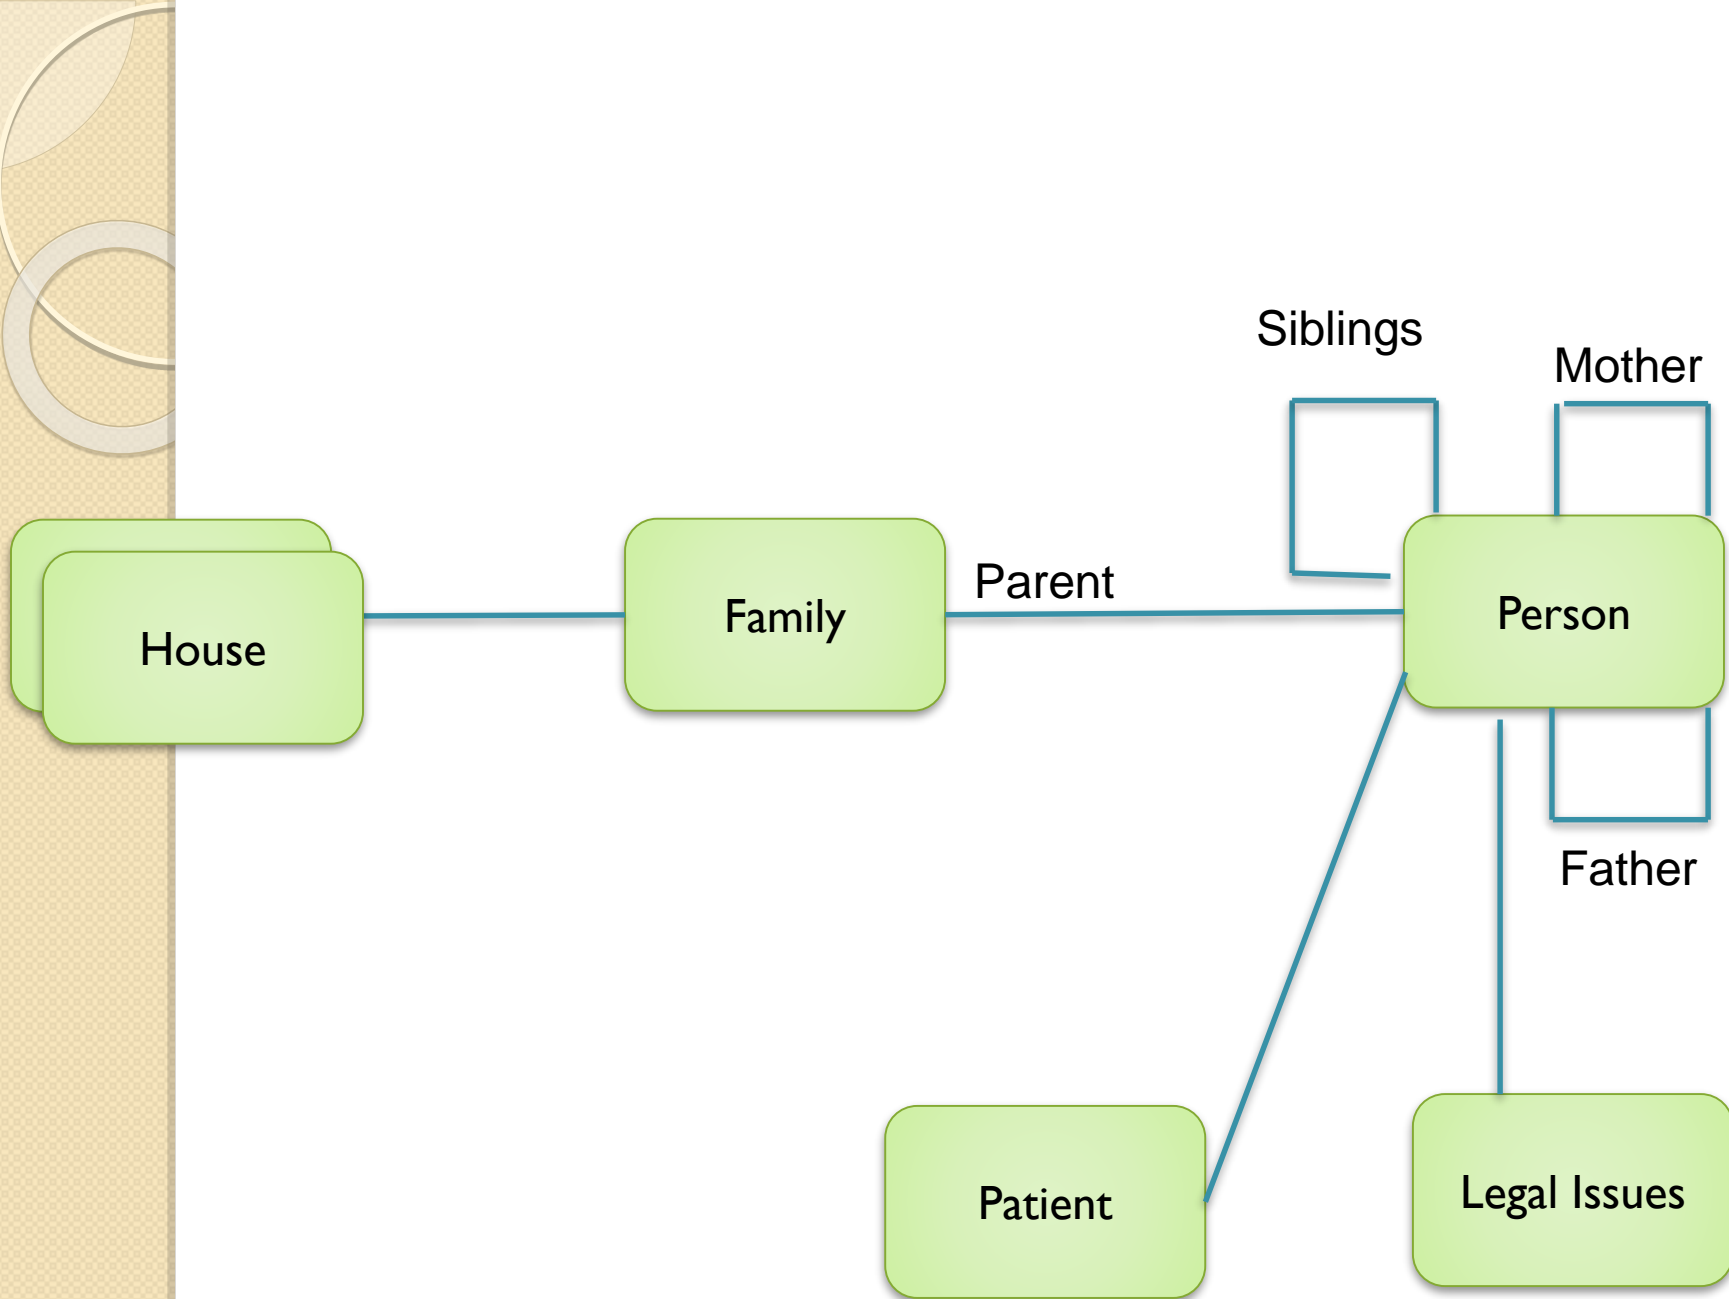 Siblings
Mother
Parent
House
Family
Person
Father
Patient
Legal Issues